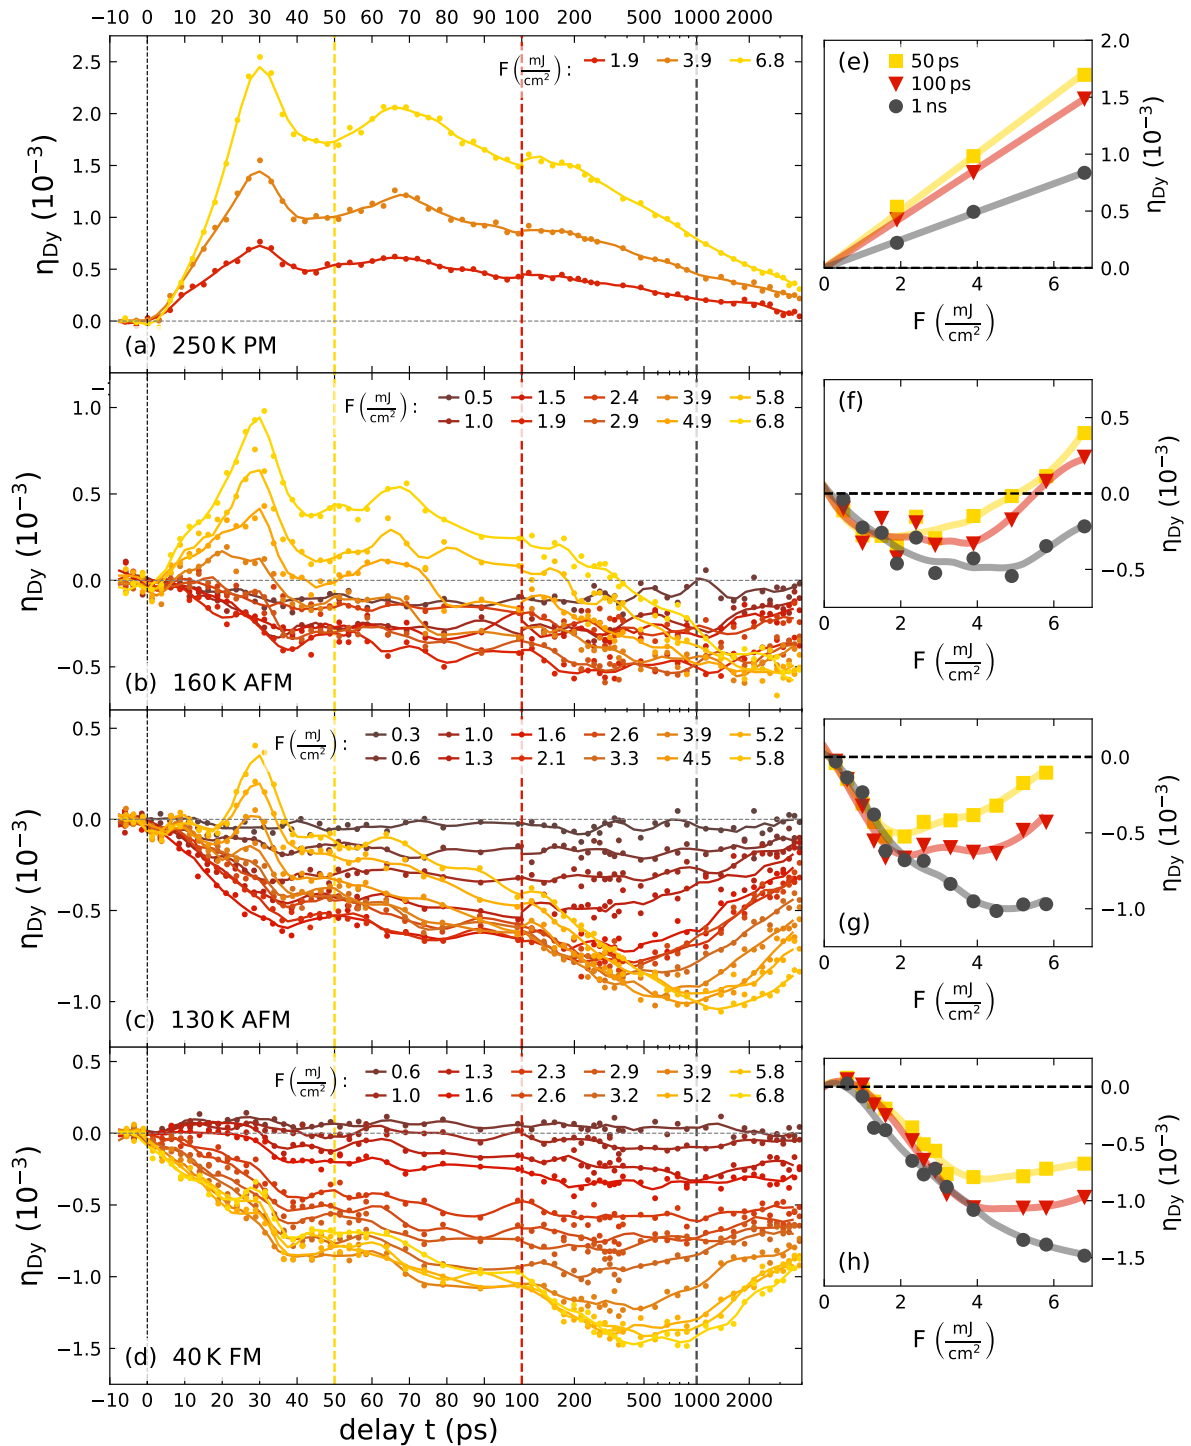 −10 0 10 20 30 40 50 60 70 80 90 100 200 500 1000 2000
F (mJ/cm²) : 1.9 3.9 6.8
2.5
2.0
1.5
1.0
0.5
0.0
η_Dy (10⁻³)
(a) 250 K PM
(e)
50 ps
100 ps
1 ns
2.0
1.5
1.0
0.5
0.0
η_Dy (10⁻³)
0 2 4 6
F (mJ/cm²)
F (mJ/cm²) : 0.5 1.5 2.4 3.9 5.8
1.0 1.9 2.9 4.9 6.8
1.0
0.5
0.0
−0.5
η_Dy (10⁻³)
(b) 160 K AFM
(f)
0.5
0.0
−0.5
η_Dy (10⁻³)
0 2 4 6
F (mJ/cm²)
F (mJ/cm²) : 0.3 1.0 1.6 2.6 3.9 5.2
0.6 1.3 2.1 3.3 4.5 5.8
0.5
0.0
−0.5
−1.0
η_Dy (10⁻³)
(c) 130 K AFM
(g)
0.0
−0.5
−1.0
η_Dy (10⁻³)
0 2 4 6
F (mJ/cm²)
F (mJ/cm²) : 0.6 1.3 2.3 2.9 3.9 5.8
1.0 1.6 2.6 3.2 5.2 6.8
0.5
0.0
−0.5
−1.0
−1.5
η_Dy (10⁻³)
(d) 40 K FM
−10 0 10 20 30 40 50 60 70 80 90 100 200 500 1000 2000
delay t (ps)
(h)
0.0
−0.5
−1.0
−1.5
η_Dy (10⁻³)
0 2 4 6
F (mJ/cm²)